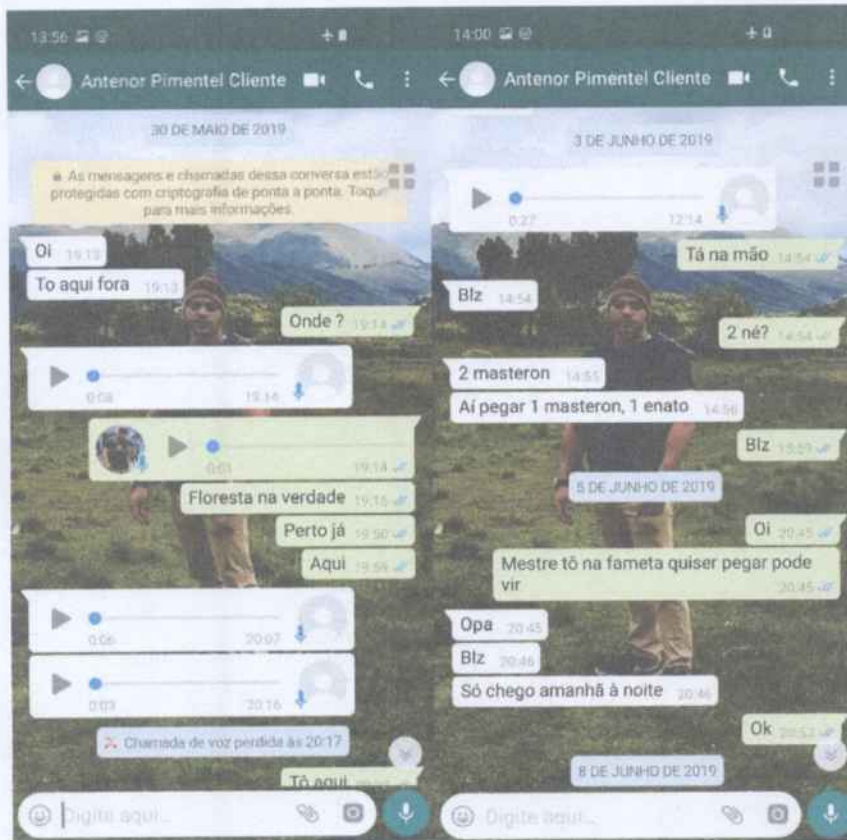 13:56
Antenor Pimentel Cliente
30 DE MAIO DE 2019
As mensagens e chamadas dessa conversa estão
protegidas com criptografia de ponta a ponta. Toque
para mais informações.
Oi 19:13
To aqui fora 19:13
Onde ? 19:14
0:08 19:14
0:01 19:14
Floresta na verdade 19:15
Perto já 19:50
Aqui 19:59
0:06 20:07
0:03 20:16
Chamada de voz perdida às 20:17
Tô aqui
Digite aqui...
14:00
Antenor Pimentel Cliente
3 DE JUNHO DE 2019
0:27 12:14
Tá na mão 14:54
Blz 14:54
2 né? 14:54
2 masteron 14:55
Aí pegar 1 masteron, 1 enato 14:56
Blz 15:59
5 DE JUNHO DE 2019
Oi 20:45
Mestre tô na fameta quiser pegar pode
vir 20:45
Opa 20:45
Blz 20:46
Só chego amanhã à noite 20:46
Ok 20:53
8 DE JUNHO DE 2019
Digite aqui...